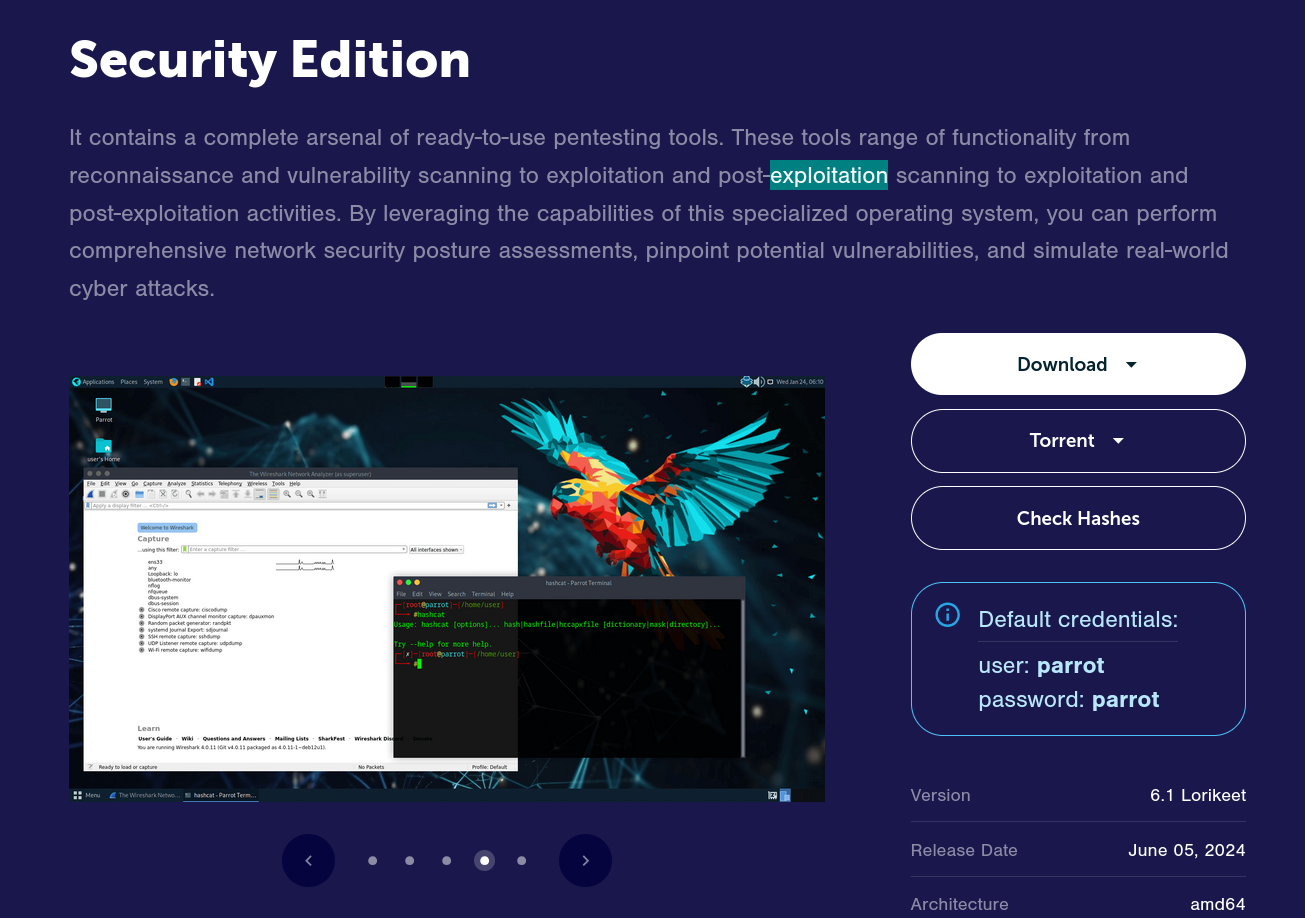 Security Edition
It contains a complete arsenal of ready-to-use pentesting tools. These tools range of functionality from
reconnaissance and vulnerability scanning to exploitation and post-exploitation scanning to exploitation and
post-exploitation activities. By leveraging the capabilities of this specialized operating system, you can perform
comprehensive network security posture assessments, pinpoint potential vulnerabilities, and simulate real-world
cyber attacks.
Applications Places System
Wed Jan 24, 06:10
Parrot
user's Home
The Wireshark Network Analyzer (as superuser)
File Edit View Go Capture Analyze Statistics Telephony Wireless Tools Help
Apply a display filter ... <Ctrl-/>
Welcome to Wireshark
Capture
...using this filter: Enter a capture filter ... All interfaces shown
ens33
any
Loopback: lo
bluetooth-monitor
nflog
nfqueue
dbus-system
dbus-session
Cisco remote capture: ciscodump
DisplayPort AUX channel monitor capture: dpauxmon
Random packet generator: randpkt
systemd Journal Export: sdjournal
SSH remote capture: sshdump
UDP Listener remote capture: udpdump
Wi-Fi remote capture: wifidump
Learn
User's Guide · Wiki · Questions and Answers · Mailing Lists · SharkFest · Wireshark Discord · Donate
You are running Wireshark 4.0.11 (Git v4.0.11 packaged as 4.0.11-1~deb12u1).
Ready to load or capture No Packets Profile: Default
hashcat - Parrot Terminal
File Edit View Search Terminal Help
[root@parrot]-[/home/user]
#hashcat
Usage: hashcat [options]... hash|hashfile|hccapxfile [dictionary|mask|directory]...
Try --help for more help.
[x]-[root@parrot]-[/home/user]
#
Menu The Wireshark Netwo... hashcat - Parrot Term...
Download
Torrent
Check Hashes
Default credentials:
user: parrot
password: parrot
Version 6.1 Lorikeet
Release Date June 05, 2024
Architecture amd64